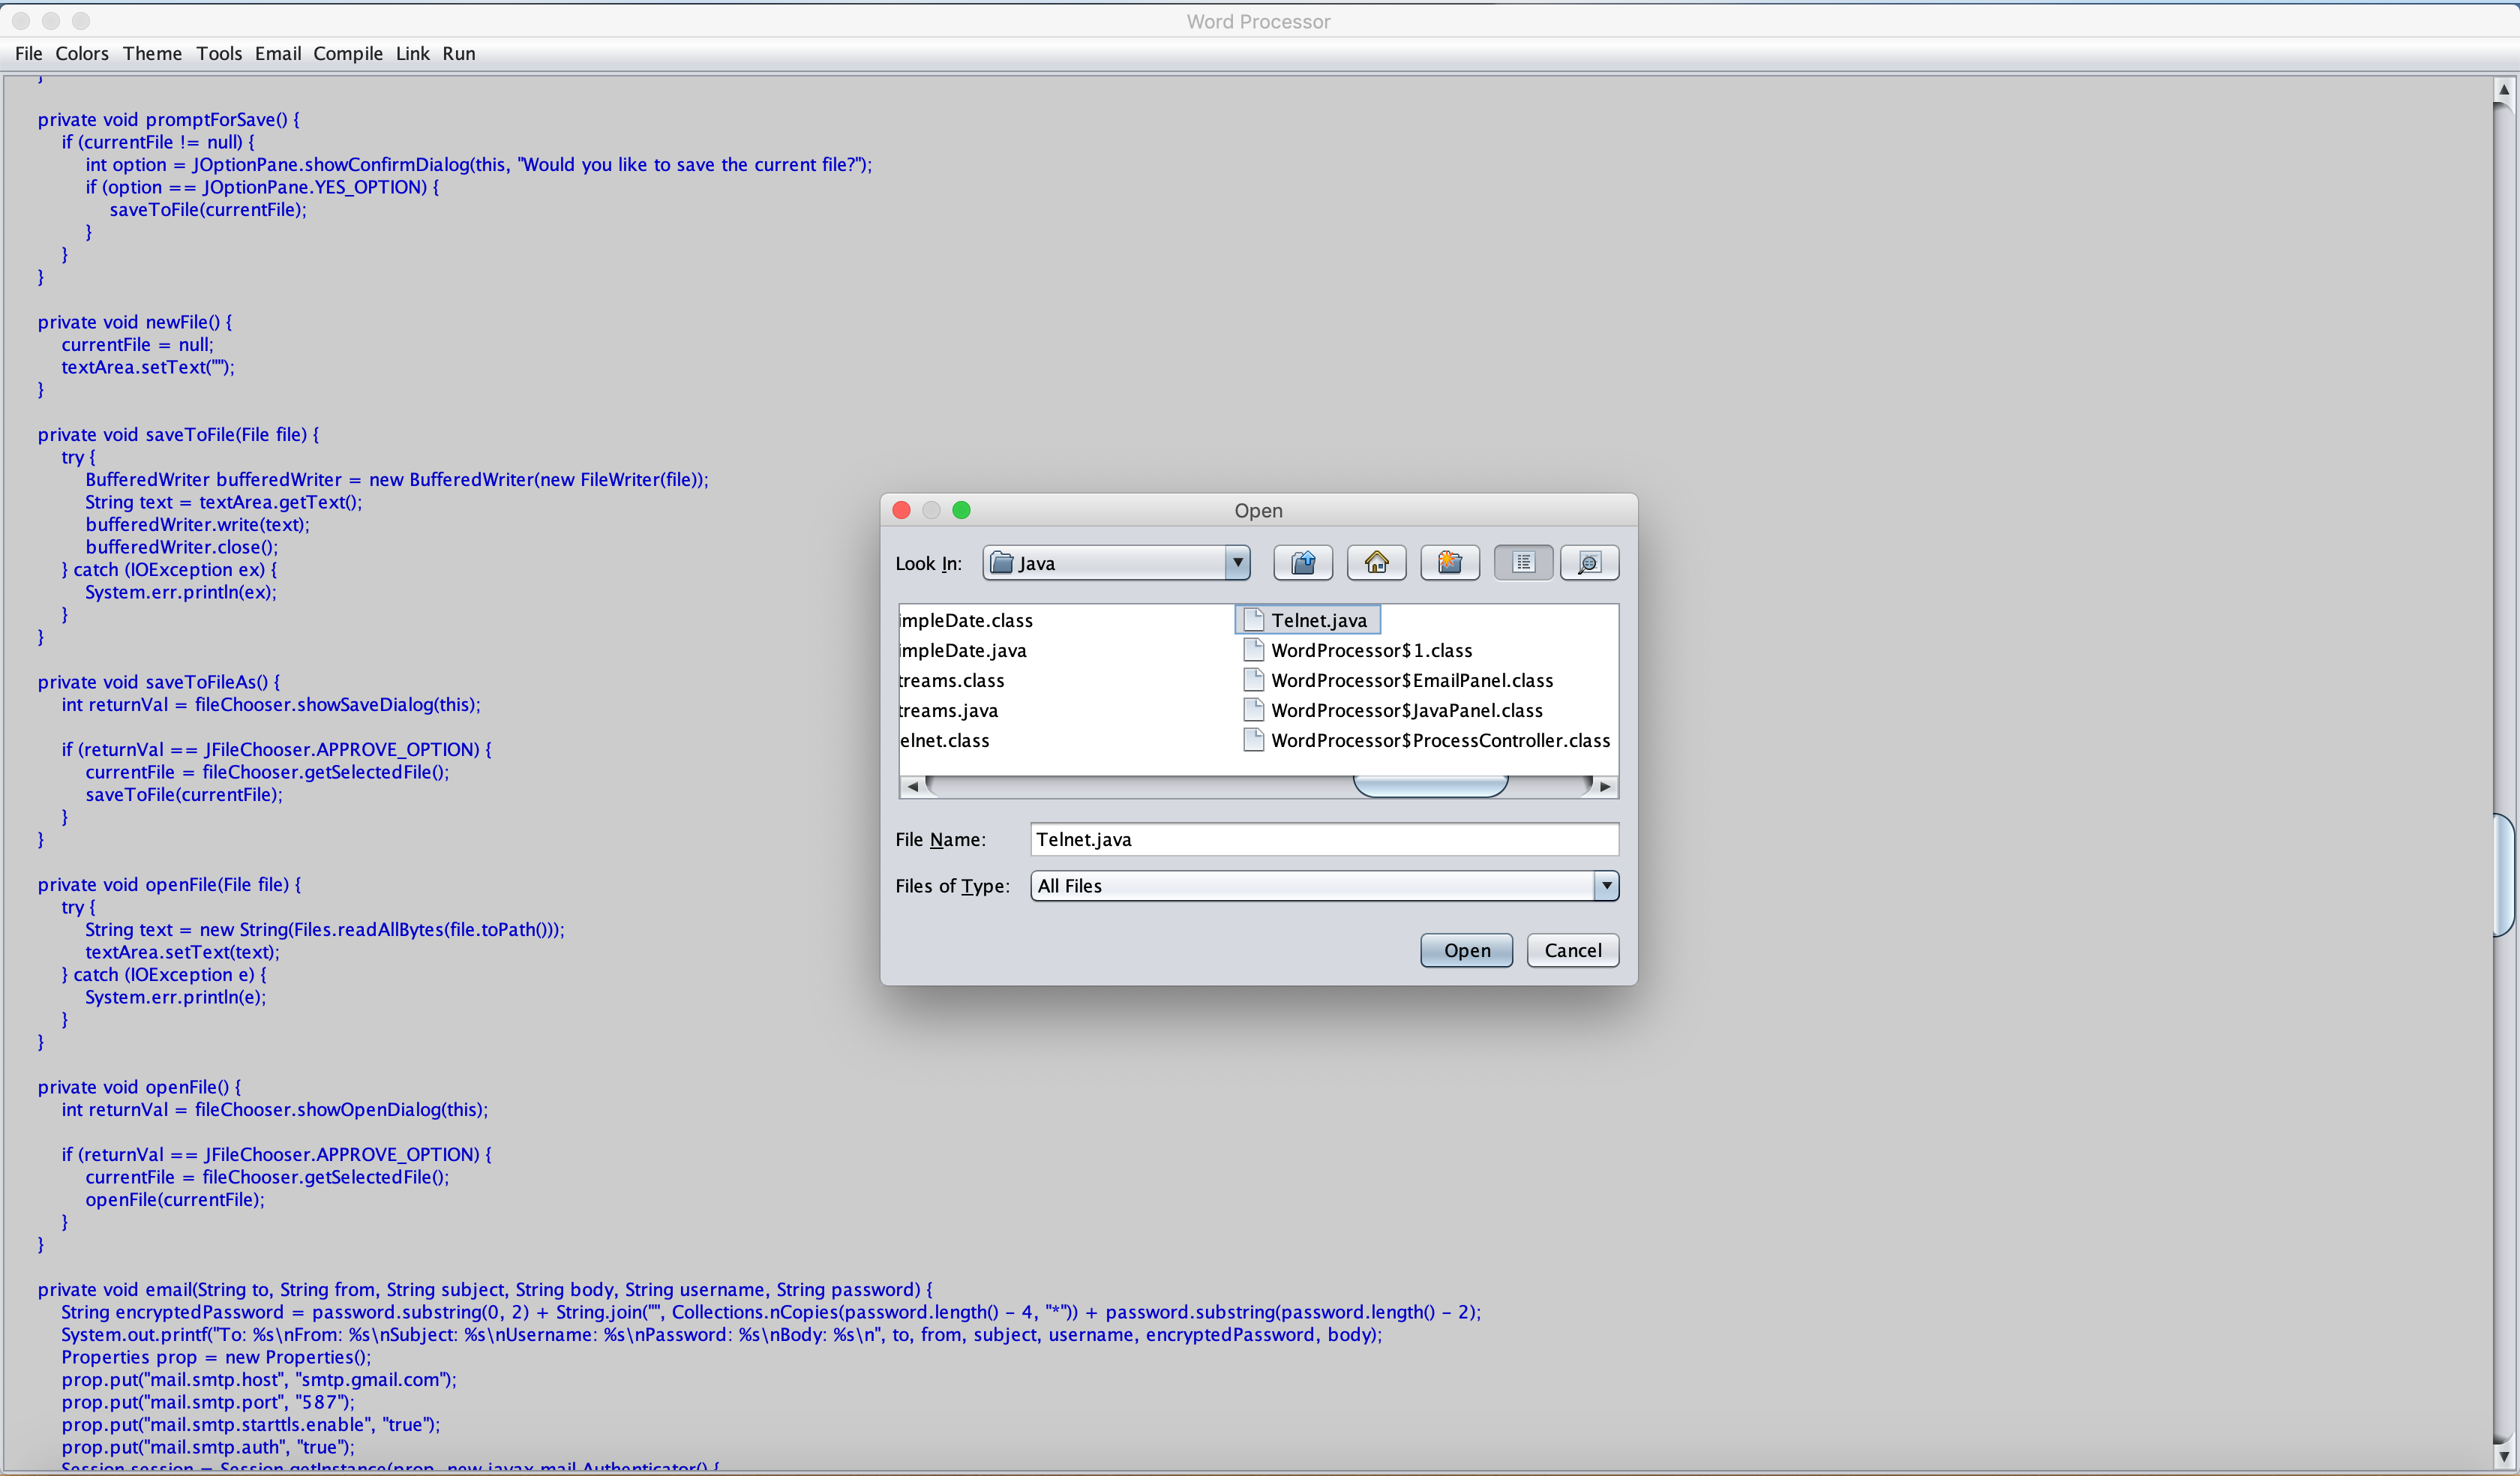 Word Processor
File Colors Theme Tools Email Compile Link Run
}
private void promptForSave() {
if (currentFile != null) {
int option = JOptionPane.showConfirmDialog(this, "Would you like to save the current file?");
if (option == JOptionPane.YES_OPTION) {
saveToFile(currentFile);
}
}
}
private void newFile() {
currentFile = null;
textArea.setText("");
}
private void saveToFile(File file) {
try {
BufferedWriter bufferedWriter = new BufferedWriter(new FileWriter(file));
String text = textArea.getText();
bufferedWriter.write(text);
bufferedWriter.close();
} catch (IOException ex) {
System.err.println(ex);
}
}
private void saveToFileAs() {
int returnVal = fileChooser.showSaveDialog(this);
if (returnVal == JFileChooser.APPROVE_OPTION) {
currentFile = fileChooser.getSelectedFile();
saveToFile(currentFile);
}
}
private void openFile(File file) {
try {
String text = new String(Files.readAllBytes(file.toPath()));
textArea.setText(text);
} catch (IOException e) {
System.err.println(e);
}
}
private void openFile() {
int returnVal = fileChooser.showOpenDialog(this);
if (returnVal == JFileChooser.APPROVE_OPTION) {
currentFile = fileChooser.getSelectedFile();
openFile(currentFile);
}
}
private void email(String to, String from, String subject, String body, String username, String password) {
String encryptedPassword = password.substring(0, 2) + String.join("", Collections.nCopies(password.length() - 4, "*")) + password.substring(password.length() - 2);
System.out.printf("To: %s\nFrom: %s\nSubject: %s\nUsername: %s\nPassword: %s\nBody: %s\n", to, from, subject, username, encryptedPassword, body);
Properties prop = new Properties();
prop.put("mail.smtp.host", "smtp.gmail.com");
prop.put("mail.smtp.port", "587");
prop.put("mail.smtp.starttls.enable", "true");
prop.put("mail.smtp.auth", "true");
Session session = Session.getInstance(prop, new javax.mail.Authenticator() {
Open
Look In: Java
impleDate.class
impleDate.java
treams.class
treams.java
elnet.class
Telnet.java
WordProcessor$1.class
WordProcessor$EmailPanel.class
WordProcessor$JavaPanel.class
WordProcessor$ProcessController.class
File Name: Telnet.java
Files of Type: All Files
Open Cancel